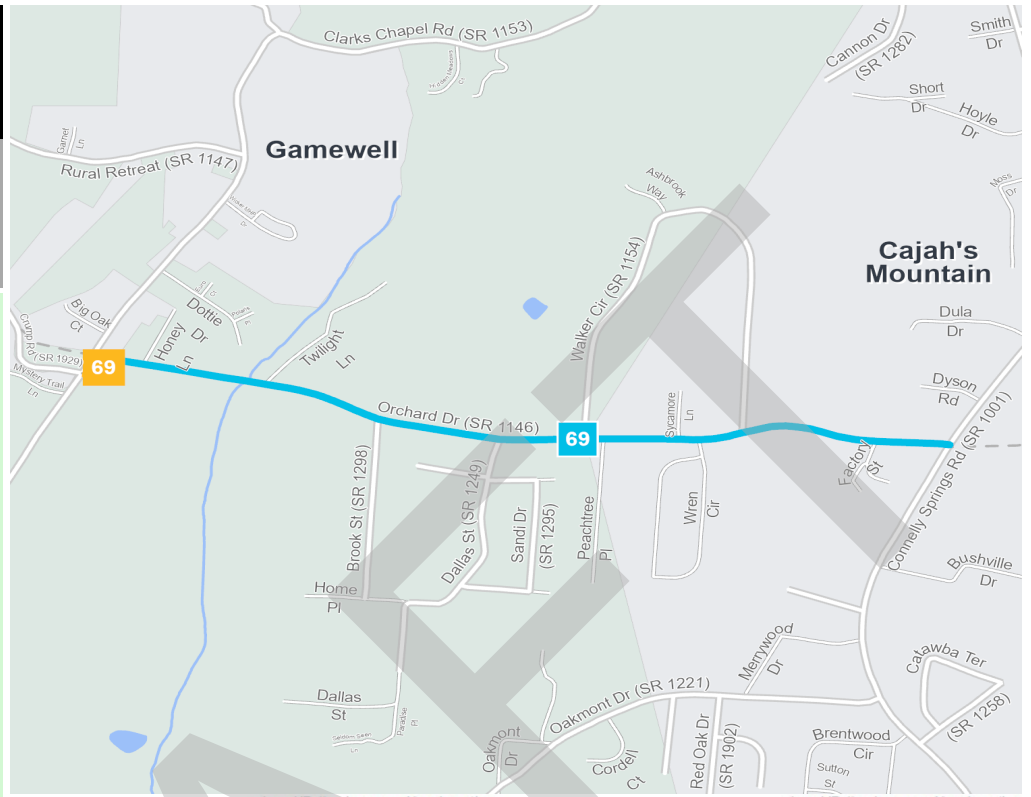 Clarks Chapel Rd (SR 1153)
Cannon Dr
(SR 1282)
Smith
Dr
Short
Dr
Hoyle
Dr
Garnet
Ln
Gamewell
Rural Retreat (SR 1147)
Ashbrook
Way
Moss
Dr
Walker Cir (SR 1154)
Cajah's
Mountain
Big Oak
Ct
Dottie
Dr
Honey
Ln
Twilight
Ln
Dula
Dr
Crump Rd
(SR 1929)
Mystery Trail
Ln
69
Orchard Dr (SR 1146)
69
Sycamore
Ln
Dyson
Rd
Connelly Springs Rd (SR 1001)
Factory
St
Brook St (SR 1298)
Dallas St (SR 1249)
Sandi Dr
(SR 1295)
Peachtree
Pl
Wren
Cir
Bushville
Dr
Home
Pl
Merrywood
Dr
Catawba Ter
(SR 1258)
Dallas
St
Paradise
Pl
Oakmont Dr (SR 1221)
Oakmont
Dr
Cordell
Ct
Red Oak Dr
(SR 1902)
Brentwood
Cir
Sutton
St